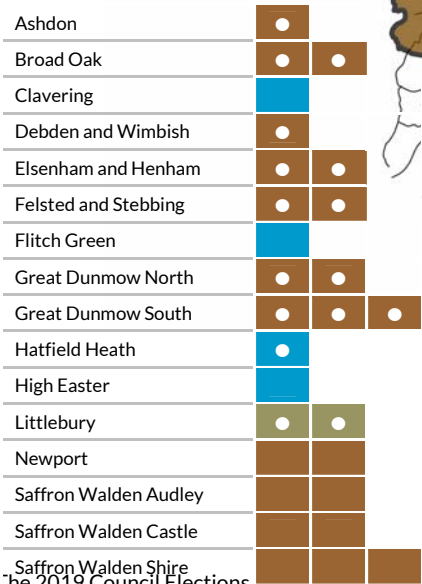 Ashdon
Broad Oak
Clavering
Debden and Wimbish
Elsenham and Henham
Felsted and Stebbing
Flitch Green
Great Dunmow North
Great Dunmow South
Hatfield Heath
High Easter
Littlebury
Newport
Saffron Walden Audley
Saffron Walden Castle
Saffron Walden Shire
The 2019 Council Elections